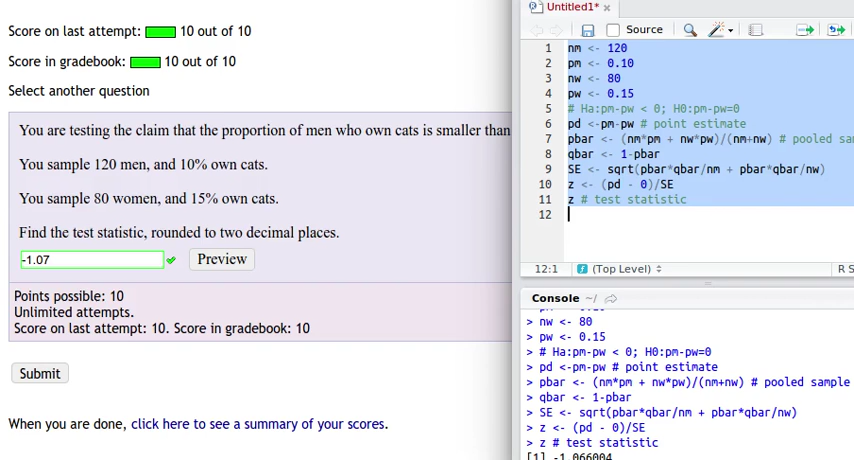 Score on last attempt: 10 out of 10
Score in gradebook: 10 out of 10
Select another question
You are testing the claim that the proportion of men who own cats is smaller than
You sample 120 men, and 10% own cats.
You sample 80 women, and 15% own cats.
Find the test statistic, rounded to two decimal places.
-1.07
Preview
Points possible: 10
Unlimited attempts.
Score on last attempt: 10. Score in gradebook: 10
Submit
When you are done, click here to see a summary of your scores.
Untitled1*
Source
1 nm <- 120
2 pm <- 0.10
3 nw <- 80
4 pw <- 0.15
5 # Ha:pm-pw < 0; H0:pm-pw=0
6 pd <-pm-pw # point estimate
7 pbar <- (nm*pm + nw*pw)/(nm+nw) # pooled sa
8 qbar <- 1-pbar
9 SE <- sqrt(pbar*qbar/nm + pbar*qbar/nw)
10 z <- (pd - 0)/SE
11 z # test statistic
12
12:1 (Top Level) R S
Console ~/
> nw <- 80
> pw <- 0.15
> # Ha:pm-pw < 0; H0:pm-pw=0
> pd <-pm-pw # point estimate
> pbar <- (nm*pm + nw*pw)/(nm+nw) # pooled sample
> qbar <- 1-pbar
> SE <- sqrt(pbar*qbar/nm + pbar*qbar/nw)
> z <- (pd - 0)/SE
> z # test statistic
[1] -1.066004